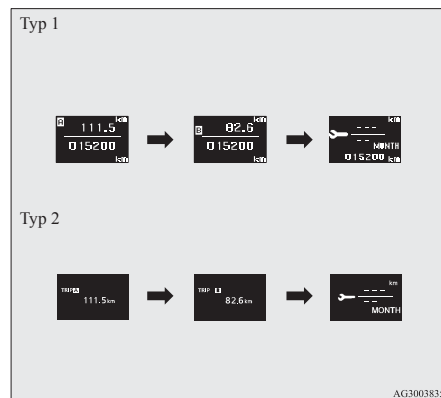 Typ 1
A km
111.5
015200
km
B km
82.6
015200
km
km
---
---
MONTH
015200 km
Typ 2
TRIP A
111.5 km
TRIP B
82.6 km
km
---
---
MONTH
AG3003835